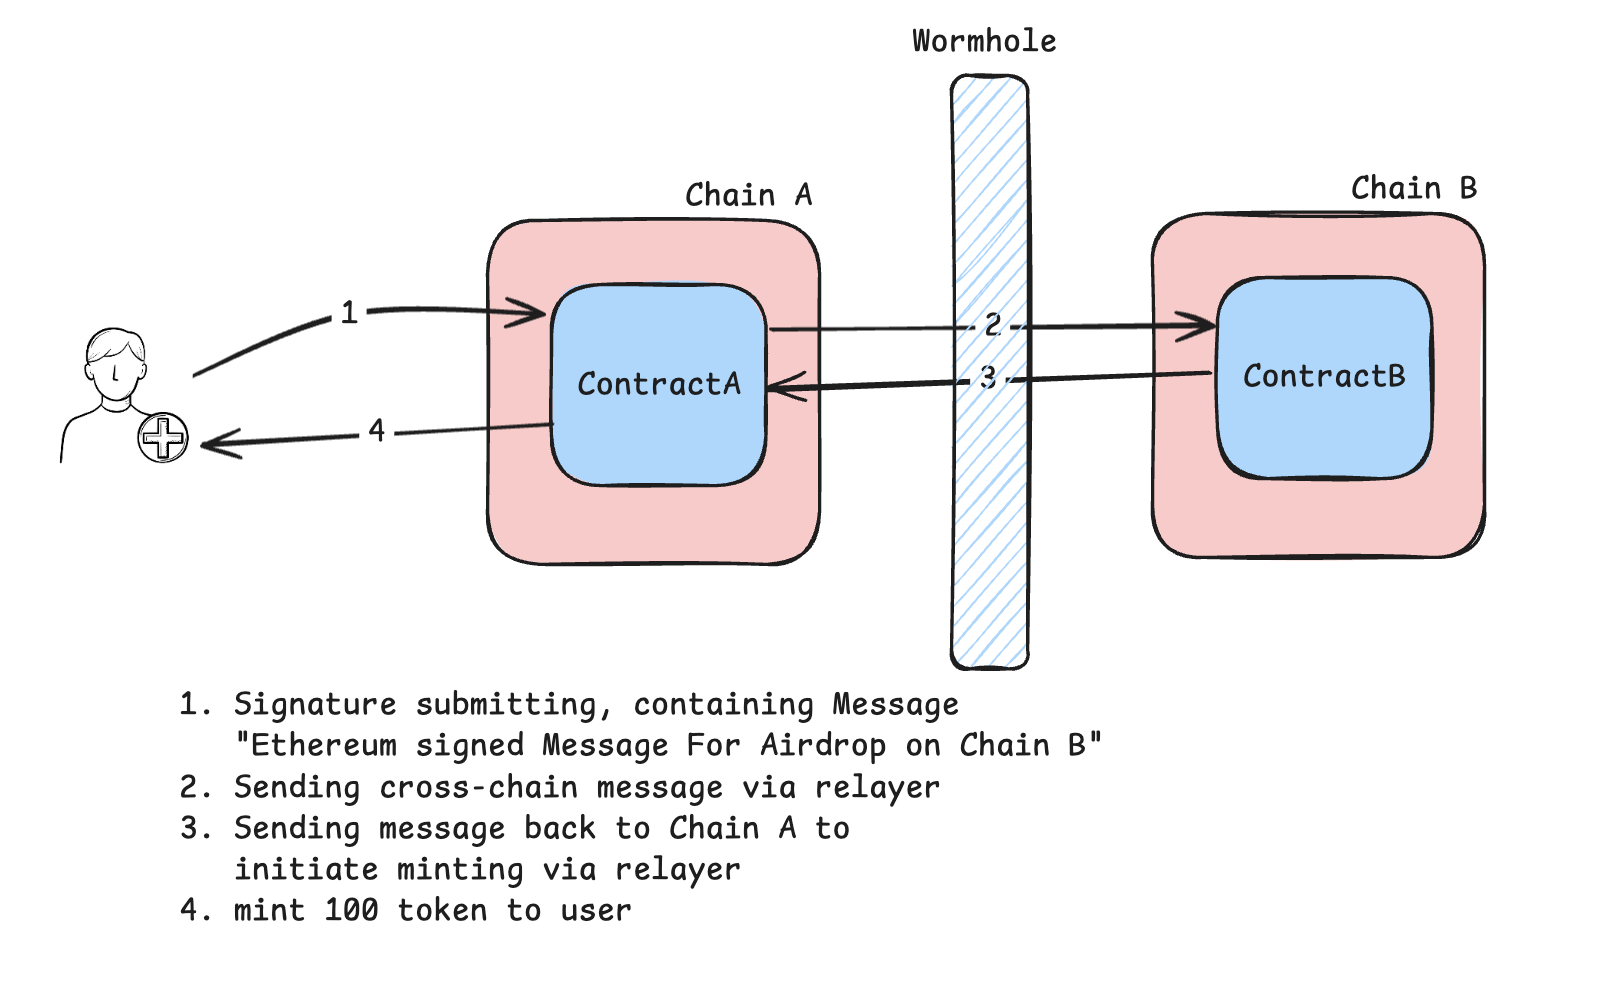 Wormhole
Chain A
Chain B
1
2
ContractA
3
ContractB
4
1. Signature submitting, containing Message
"Ethereum signed Message For Airdrop on Chain B"
2. Sending cross-chain message via relayer
3. Sending message back to Chain A to
initiate minting via relayer
4. mint 100 token to user